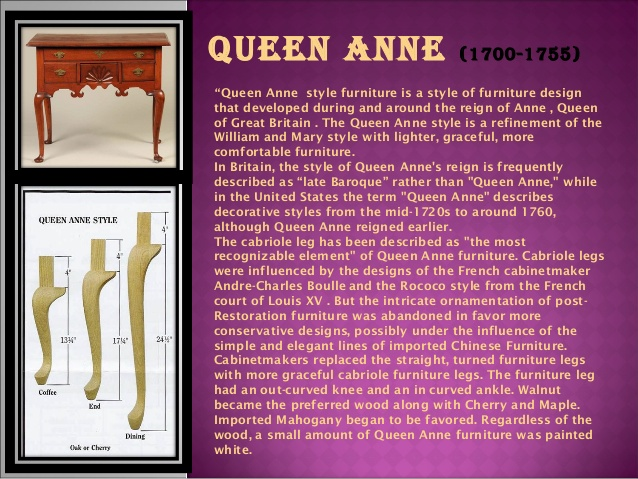 QUEEN ANNE (1700-1755)
“Queen Anne style furniture is a style of furniture design
that developed during and around the reign of Anne , Queen
of Great Britain . The Queen Anne style is a refinement of the
William and Mary style with lighter, graceful, more
comfortable furniture.
In Britain, the style of Queen Anne's reign is frequently
described as “late Baroque” rather than "Queen Anne," while
in the United States the term "Queen Anne" describes
decorative styles from the mid-1720s to around 1760,
although Queen Anne reigned earlier.
The cabriole leg has been described as "the most
recognizable element" of Queen Anne furniture. Cabriole legs
were influenced by the designs of the French cabinetmaker
Andre-Charles Boulle and the Rococo style from the French
court of Louis XV . But the intricate ornamentation of post-
Restoration furniture was abandoned in favor more
conservative designs, possibly under the influence of the
simple and elegant lines of imported Chinese Furniture.
Cabinetmakers replaced the straight, turned furniture legs
with more graceful cabriole furniture legs. The furniture leg
had an out-curved knee and an in curved ankle. Walnut
became the preferred wood along with Cherry and Maple.
Imported Mahogany began to be favored. Regardless of the
wood, a small amount of Queen Anne furniture was painted
white.
QUEEN ANNE STYLE
4"
4"
4"
13¾"
17¼"
24½"
Coffee
End
Dining
Oak or Cherry